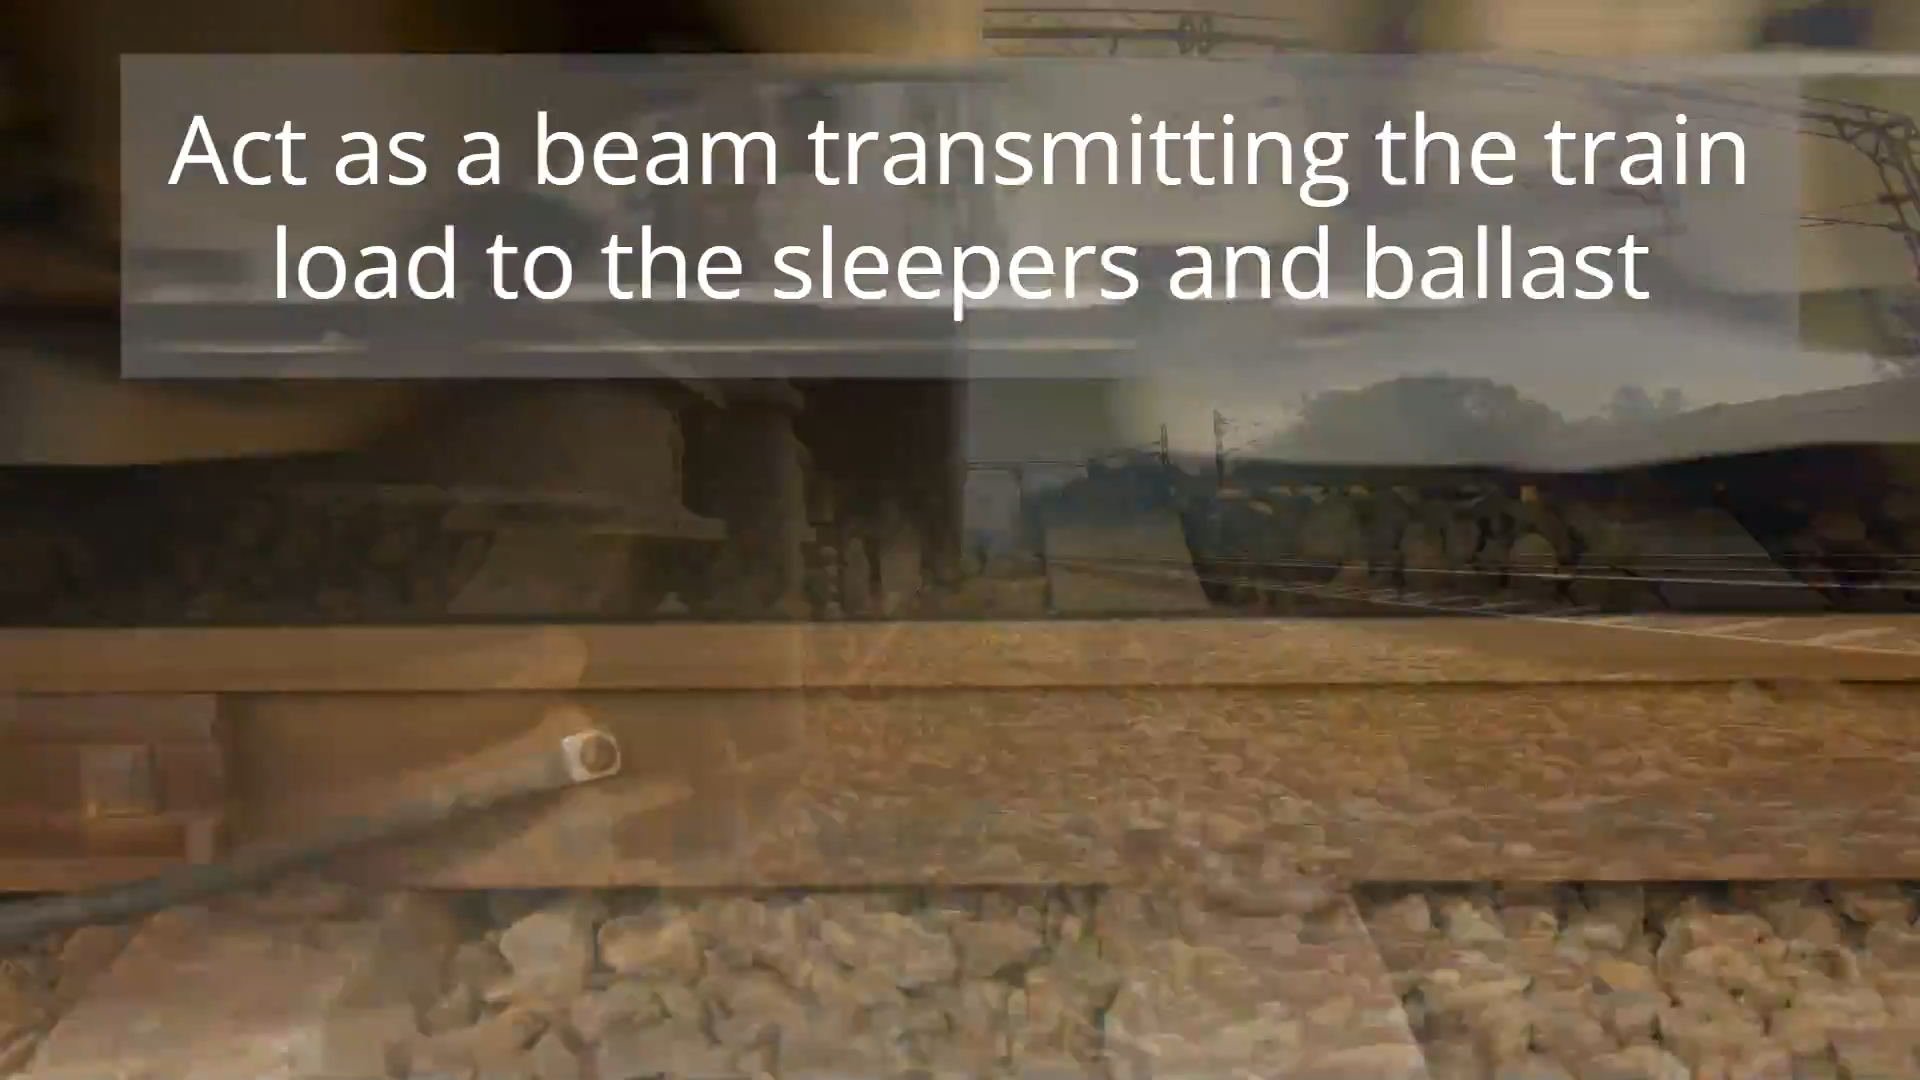 Act as a beam transmitting the train
load to the sleepers and ballast